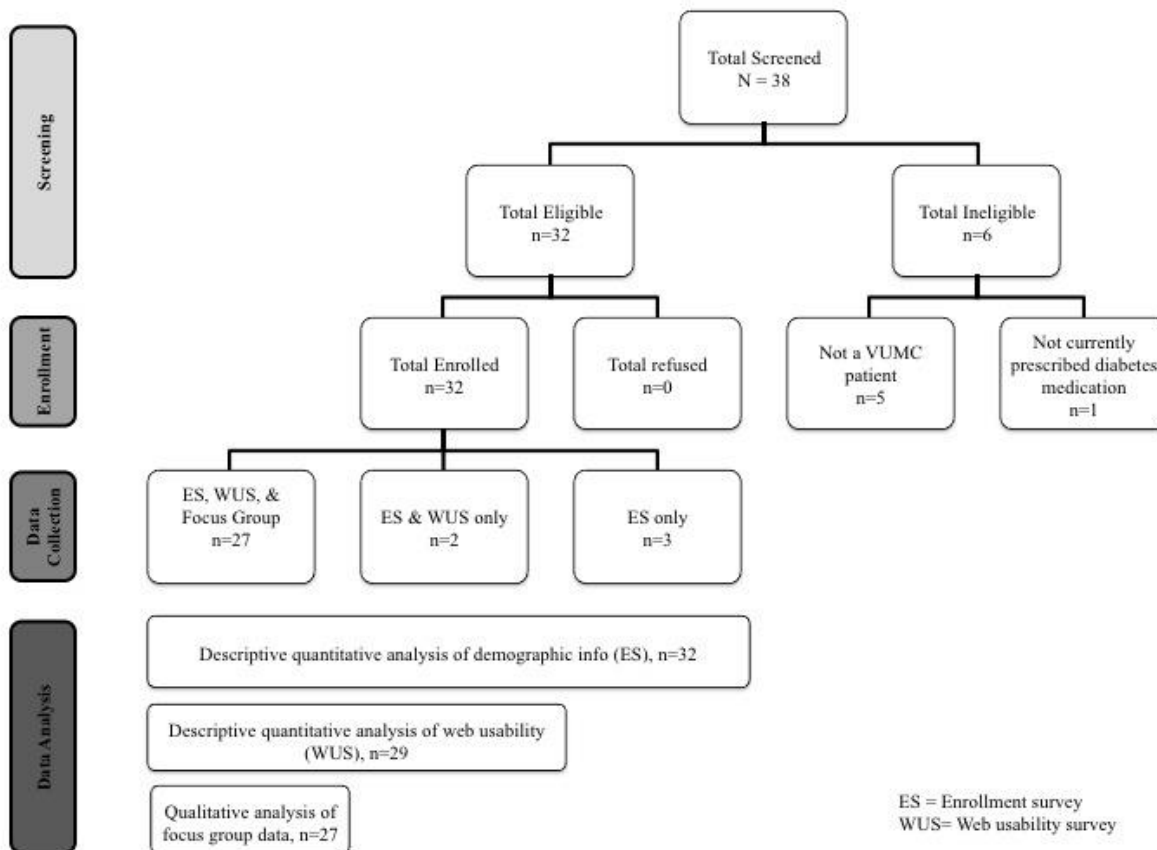 Screening
Total Screened
N = 38
Total Eligible
n=32
Total Ineligible
n=6
Enrollment
Total Enrolled
n=32
Total refused
n=0
Not a VUMC
patient
n=5
Not currently
prescribed diabetes
medication
n=1
Data
Collection
ES, WUS, &
Focus Group
n=27
ES & WUS only
n=2
ES only
n=3
Data Analysis
Descriptive quantitative analysis of demographic info (ES), n=32
Descriptive quantitative analysis of web usability
(WUS), n=29
Qualitative analysis of
focus group data, n=27
ES = Enrollment survey
WUS= Web usability survey